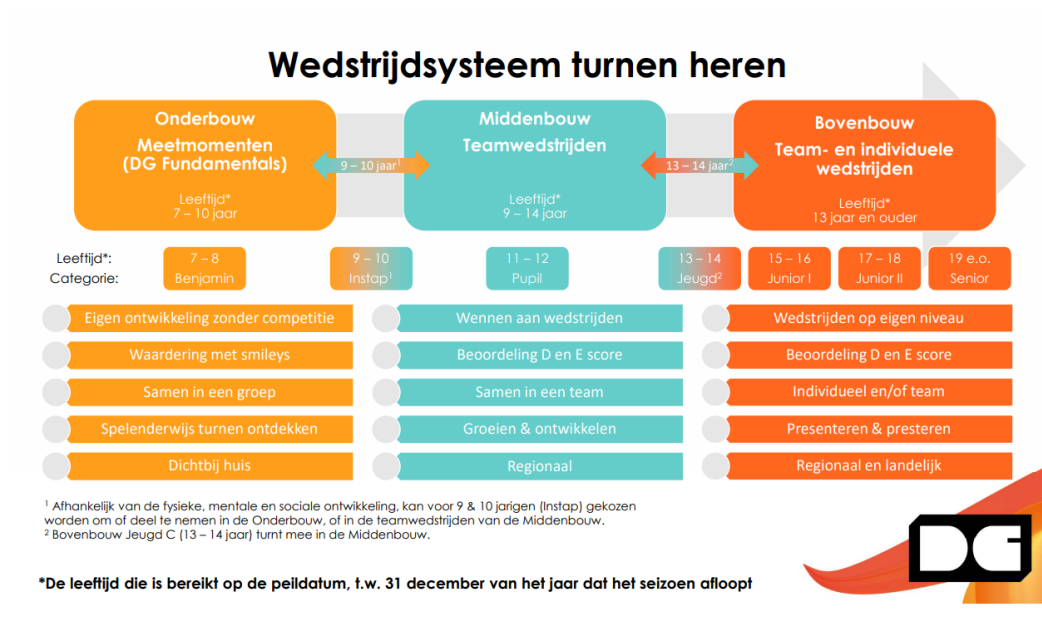 Wedstrijdsysteem turnen heren
Onderbouw
Meetmomenten
(DG Fundamentals)
Leeftijd*
7 – 10 jaar
9 – 10 jaar¹
Middenbouw
Teamwedstrijden
Leeftijd*
9 – 14 jaar
13 – 14 jaar²
Bovenbouw
Team- en individuele
wedstrijden
Leeftijd*
13 jaar en ouder
Leeftijd*:
Categorie:
7 – 8
Benjamin
9 – 10
Instap¹
11 – 12
Pupil
13 – 14
Jeugd²
15 – 16
Junior I
17 – 18
Junior II
19 e.o.
Senior
Eigen ontwikkeling zonder competitie
Waardering met smileys
Samen in een groep
Spelenderwijs turnen ontdekken
Dichtbij huis
Wennen aan wedstrijden
Beoordeling D en E score
Samen in een team
Groeien & ontwikkelen
Regionaal
Wedstrijden op eigen niveau
Beoordeling D en E score
Individueel en/of team
Presenteren & presteren
Regionaal en landelijk
¹ Afhankelijk van de fysieke, mentale en sociale ontwikkeling, kan voor 9 & 10 jarigen (Instap) gekozen
worden om of deel te nemen in de Onderbouw, of in de teamwedstrijden van de Middenbouw.
² Bovenbouw Jeugd C (13 – 14 jaar) turnt mee in de Middenbouw.
*De leeftijd die is bereikt op de peildatum, t.w. 31 december van het jaar dat het seizoen afloopt
DG